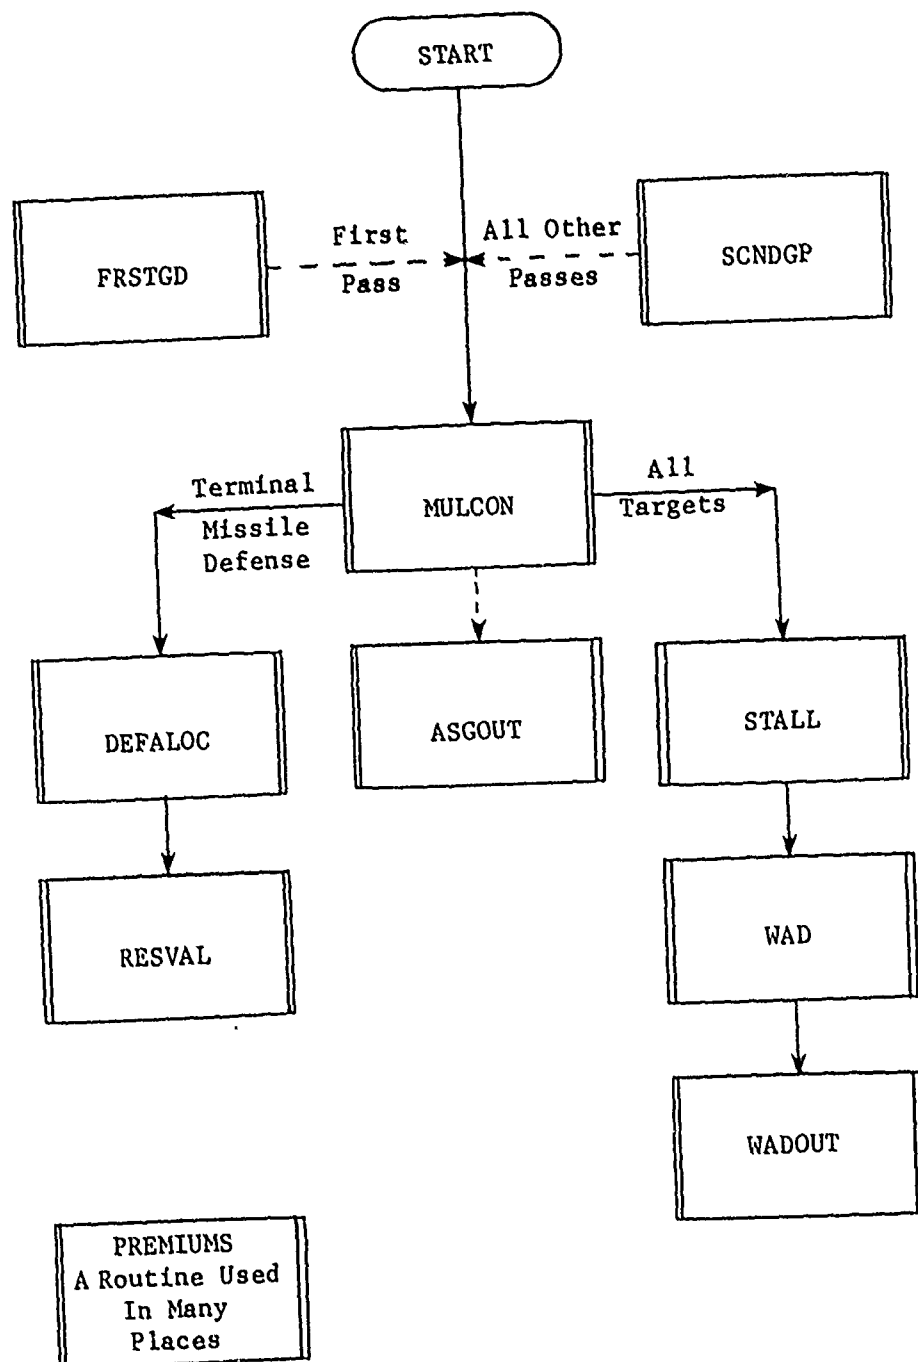 START
FRSTGD
First
Pass
All Other
Passes
SCNDGP
Terminal
Missile
Defense
MULCON
All
Targets
DEFALOC
ASGOUT
STALL
RESVAL
WAD
WADOUT
PREMIUMS
A Routine Used
In Many
Places